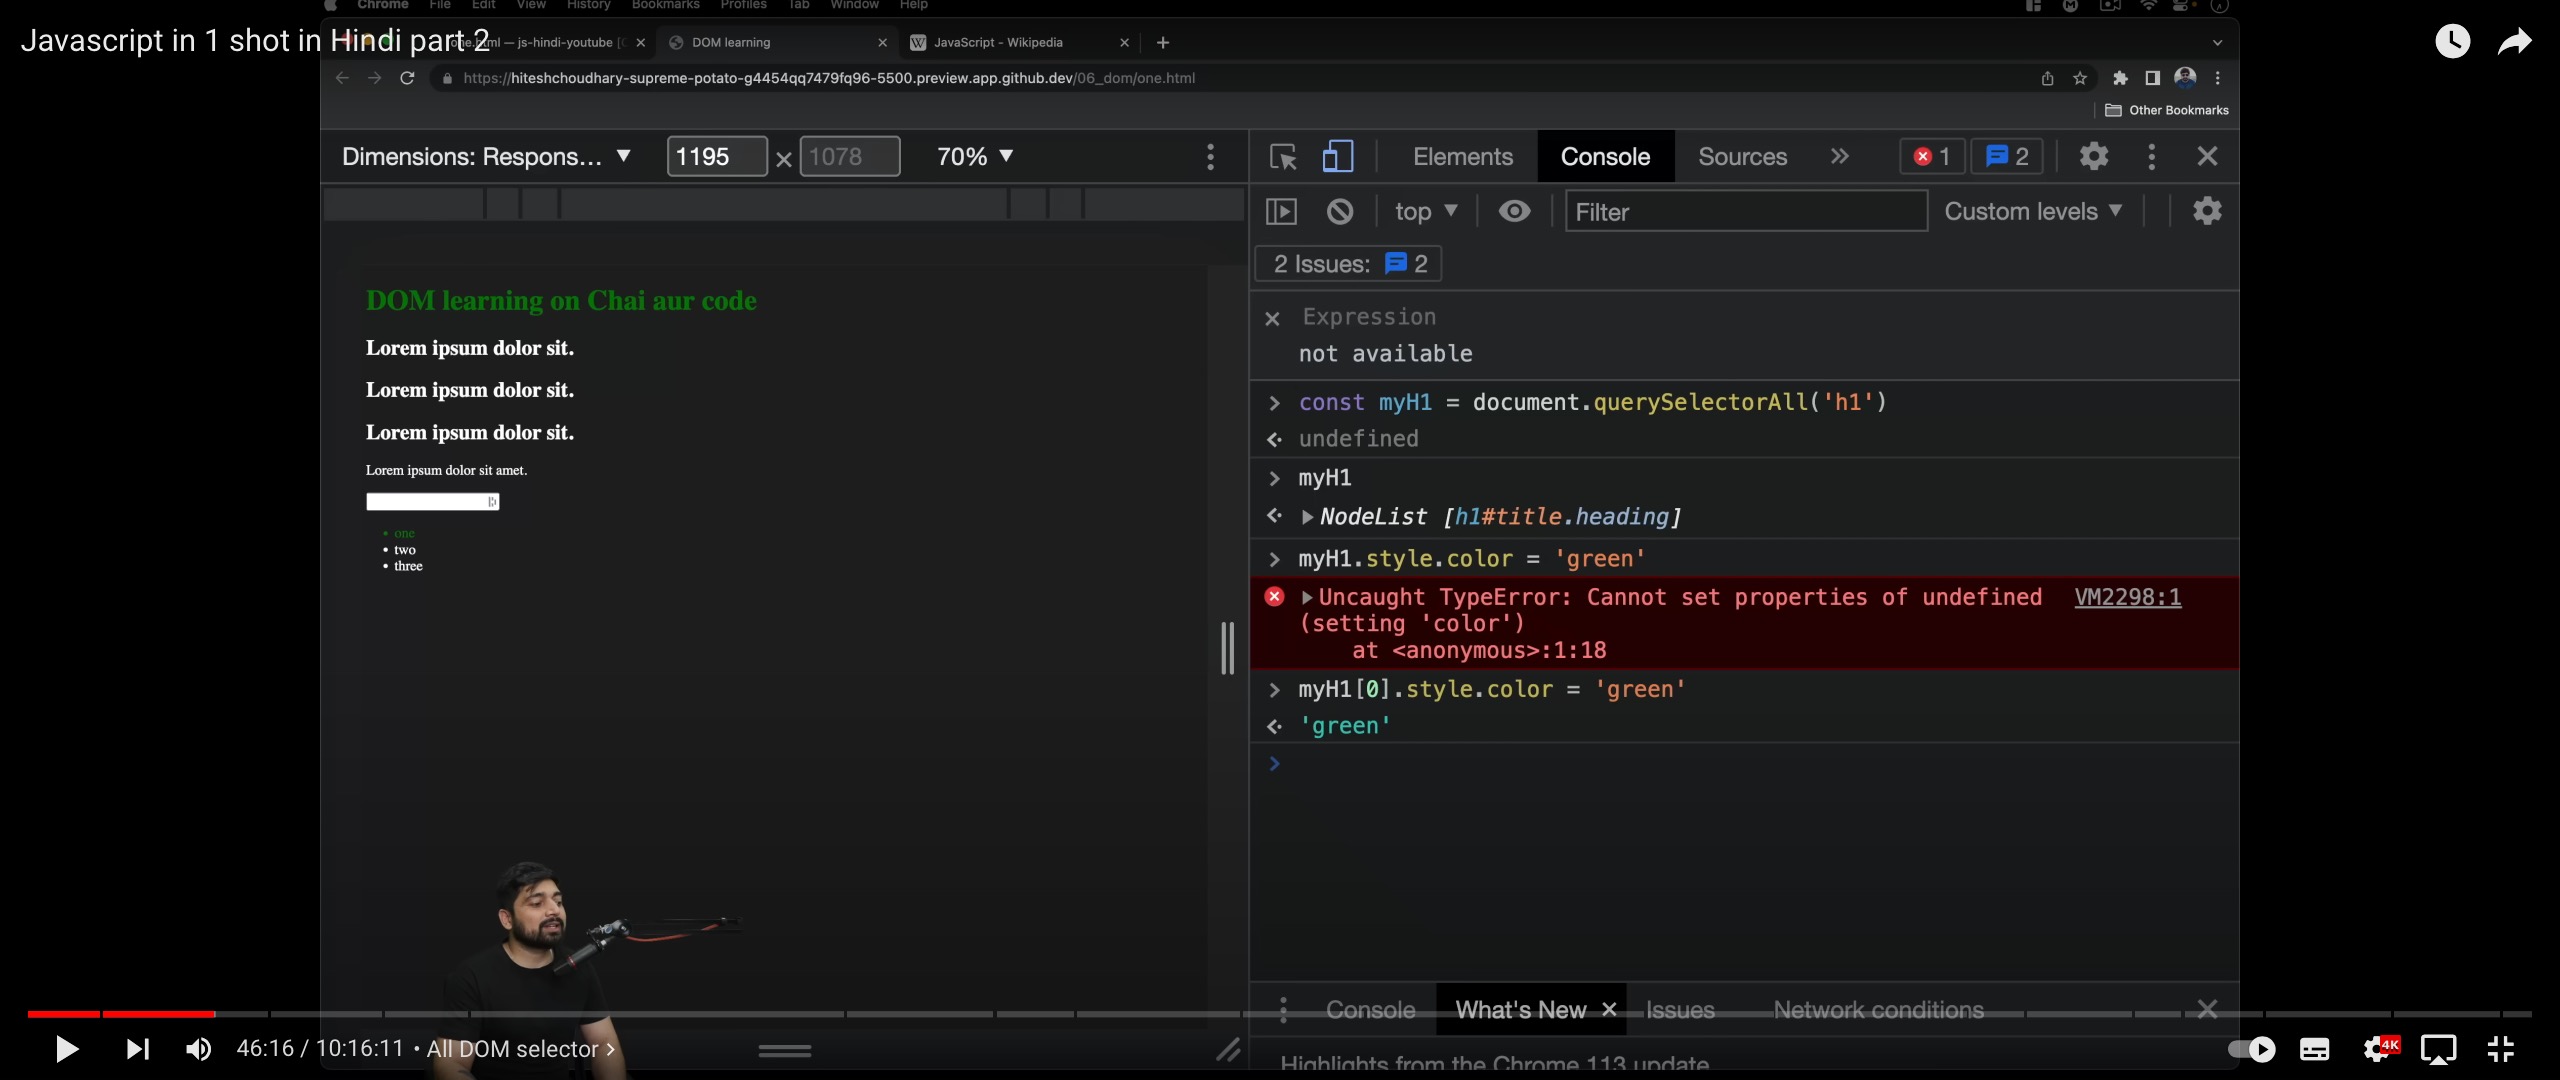 Chrome File Edit View History Bookmarks Profiles Tab Window Help
Javascript in 1 shot in Hindi part 2
one.html — js-hindi-youtube [C
DOM learning
JavaScript - Wikipedia
https://hiteshchoudhary-supreme-potato-g4454qq7479fq96-5500.preview.app.github.dev/06_dom/one.html
Other Bookmarks
Dimensions: Respons... ▼ 1195 × 1078 70% ▼
Elements Console Sources » 1 2
top ▼ Filter Custom levels ▼
2 Issues: 2
DOM learning on Chai aur code
Lorem ipsum dolor sit.
Lorem ipsum dolor sit.
Lorem ipsum dolor sit.
Lorem ipsum dolor sit amet.
• one
• two
• three
Expression
not available
> const myH1 = document.querySelectorAll('h1')
undefined
> myH1
▶ NodeList [h1#title.heading]
> myH1.style.color = 'green'
▶ Uncaught TypeError: Cannot set properties of undefined VM2298:1
(setting 'color')
at <anonymous>:1:18
> myH1[0].style.color = 'green'
'green'
>
Console What's New × Issues Network conditions
Highlights from the Chrome 113 update
46:16 / 10:16:11 • All DOM selector >
4K